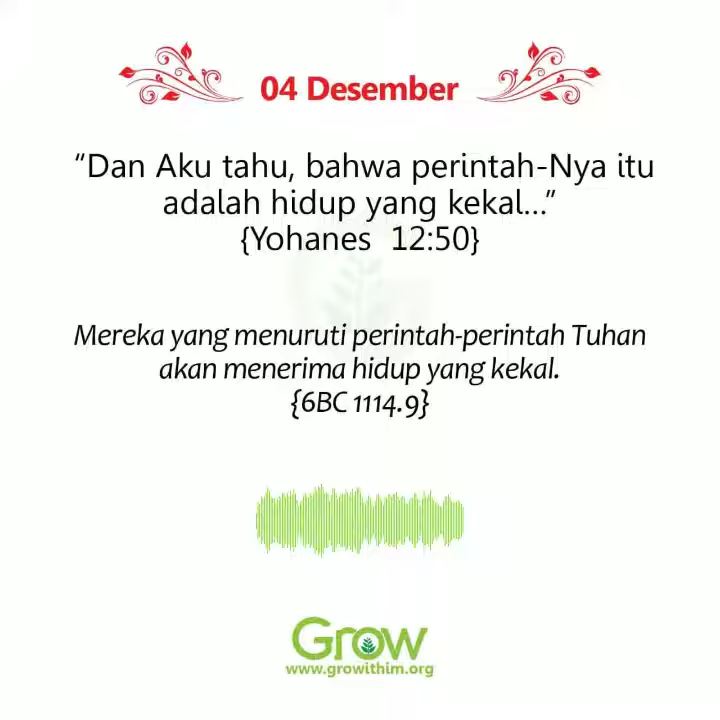 04 Desember
“Dan Aku tahu, bahwa perintah-Nya itu
adalah hidup yang kekal...”
{Yohanes 12:50}
Mereka yang menuruti perintah-perintah Tuhan
akan menerima hidup yang kekal.
{6BC 1114.9}
Grow
www.growithim.org